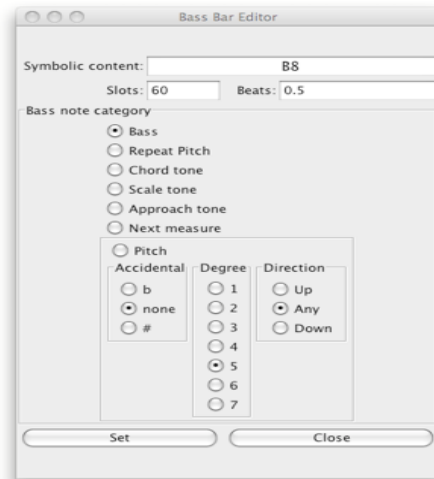 Bass Bar Editor
Symbolic content: B8
Slots: 60 Beats: 0.5
Bass note category
Bass
Repeat Pitch
Chord tone
Scale tone
Approach tone
Next measure
Pitch
Accidental Degree Direction
b 1 Up
none 2 Any
# 3 Down
4
5
6
7
Set Close